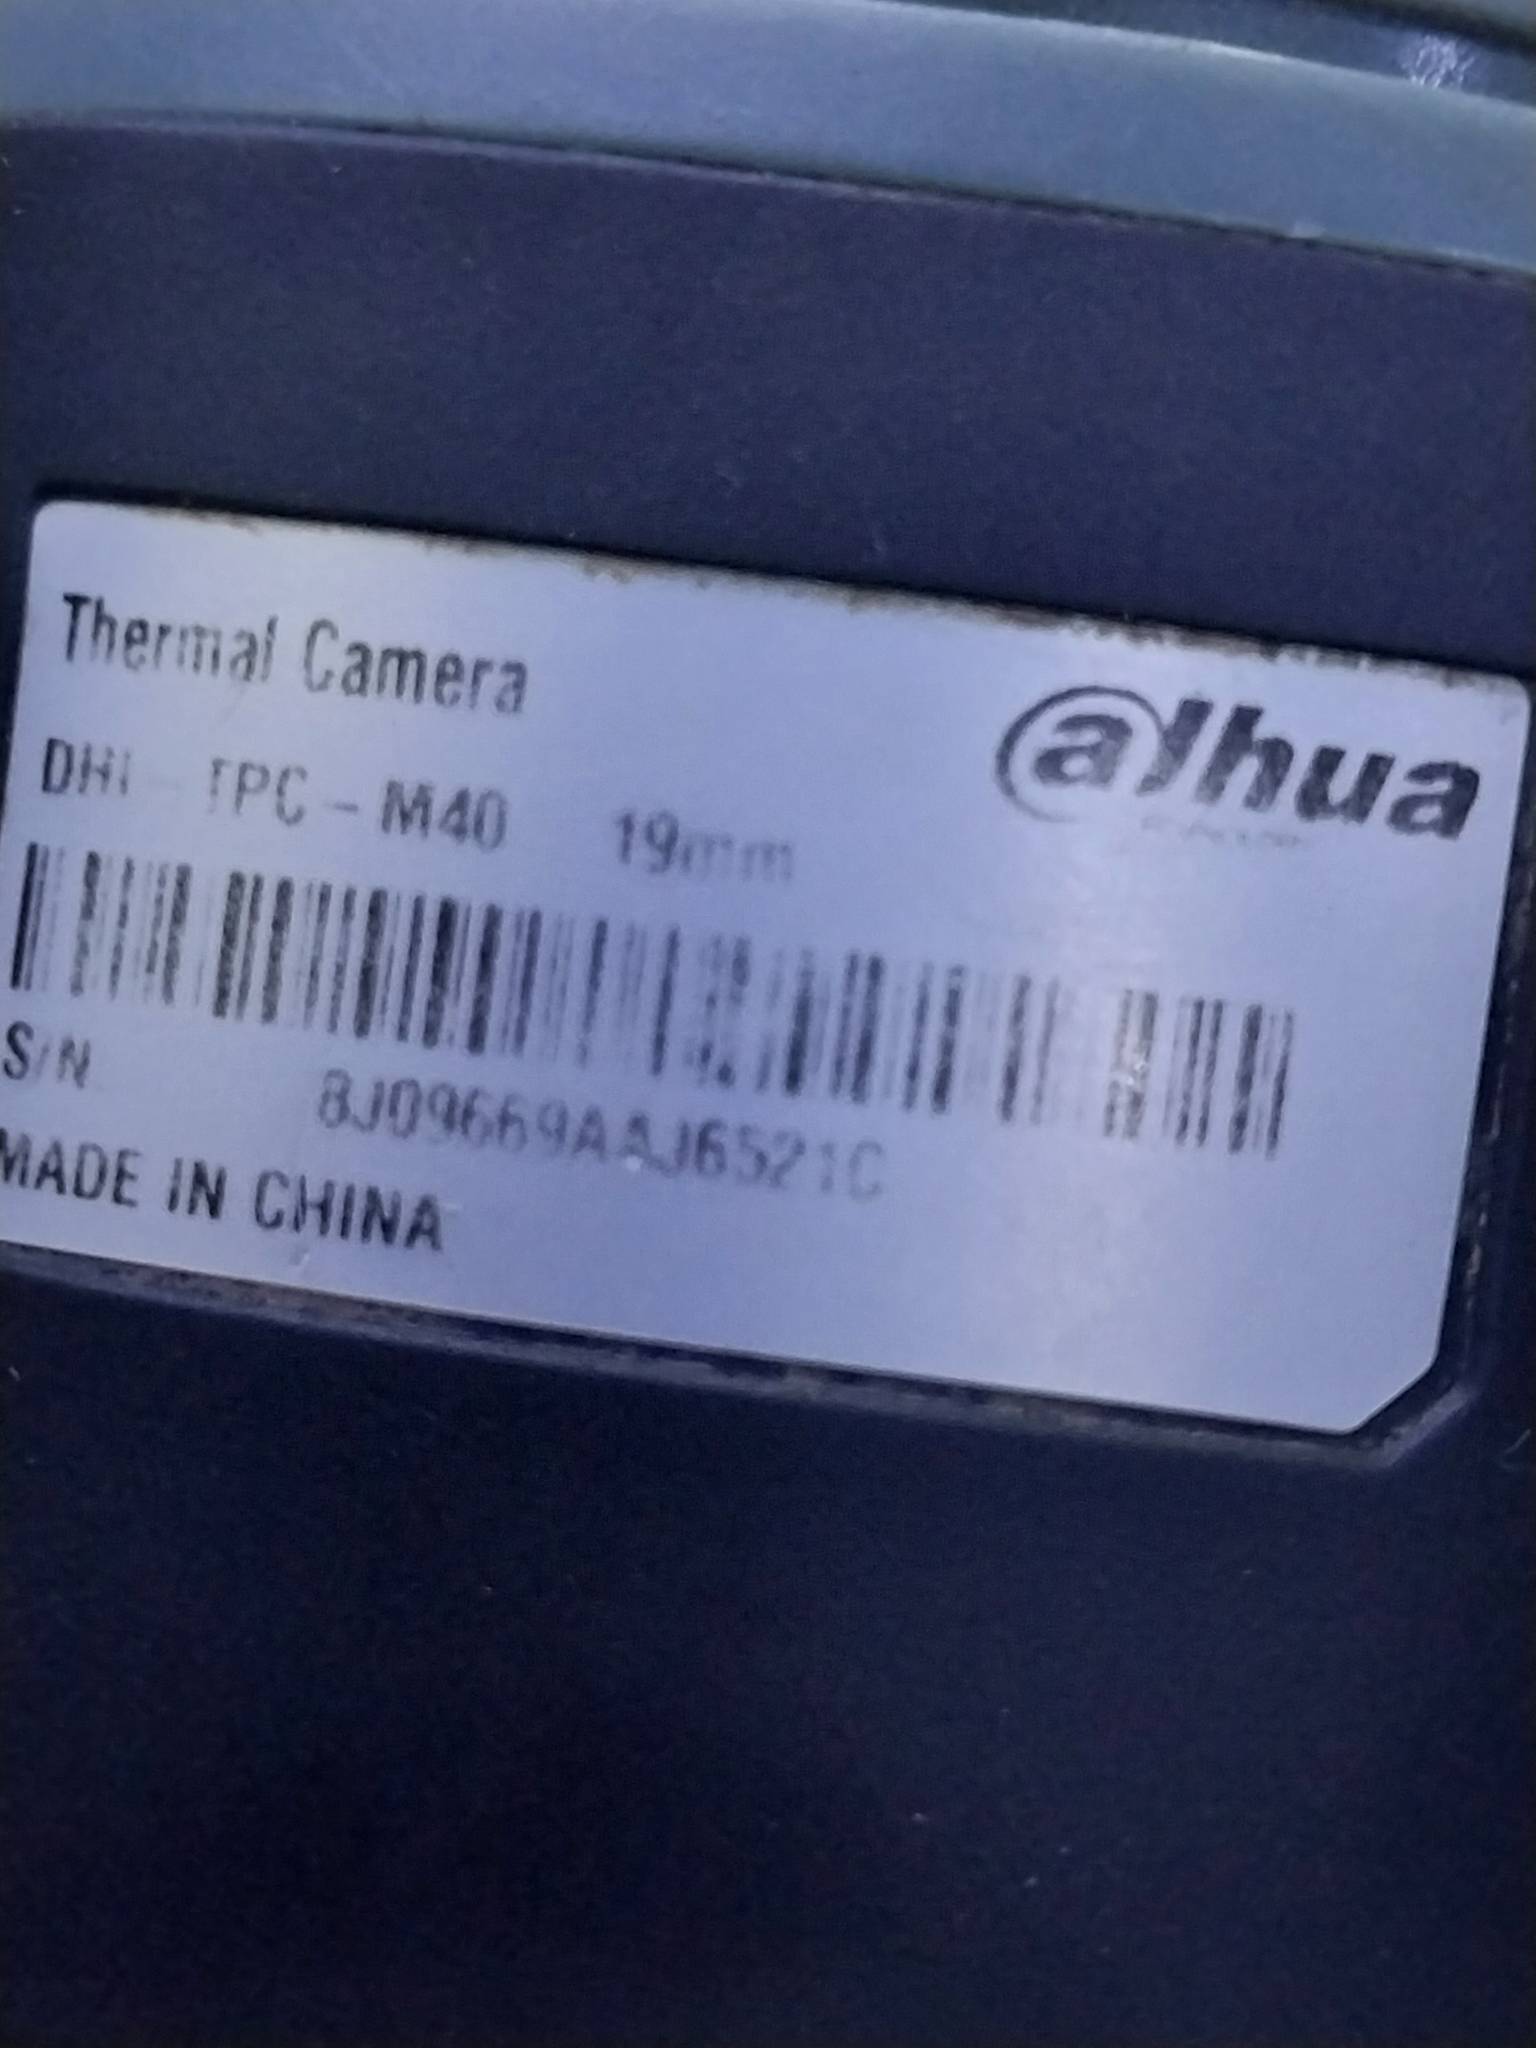 Thermal Camera
alhua
DHI-TPC-M40 19mm
S/N 8J09669AAJ6521C
MADE IN CHINA